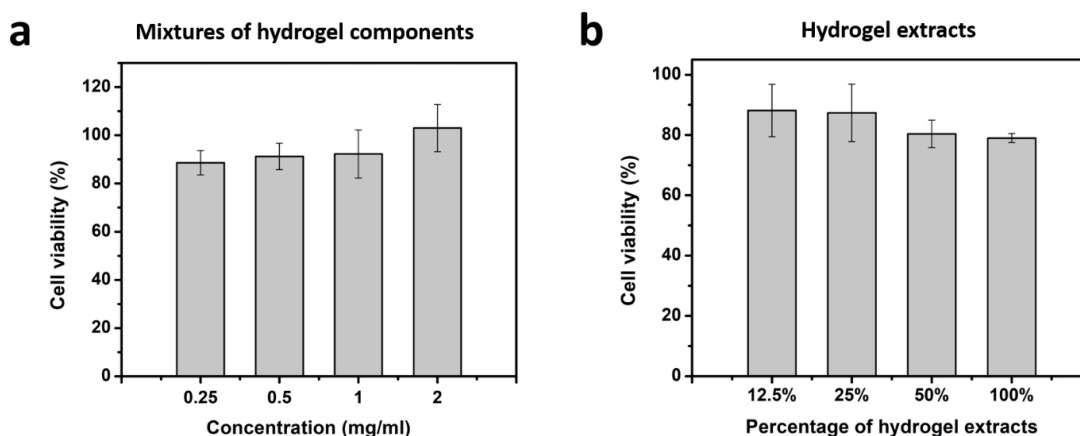 a
Mixtures of hydrogel components
120
100
80
60
40
20
0
Cell viability (%)
0.25 0.5 1 2
Concentration (mg/ml)
b
Hydrogel extracts
100
80
60
40
20
0
Cell viability (%)
12.5% 25% 50% 100%
Percentage of hydrogel extracts